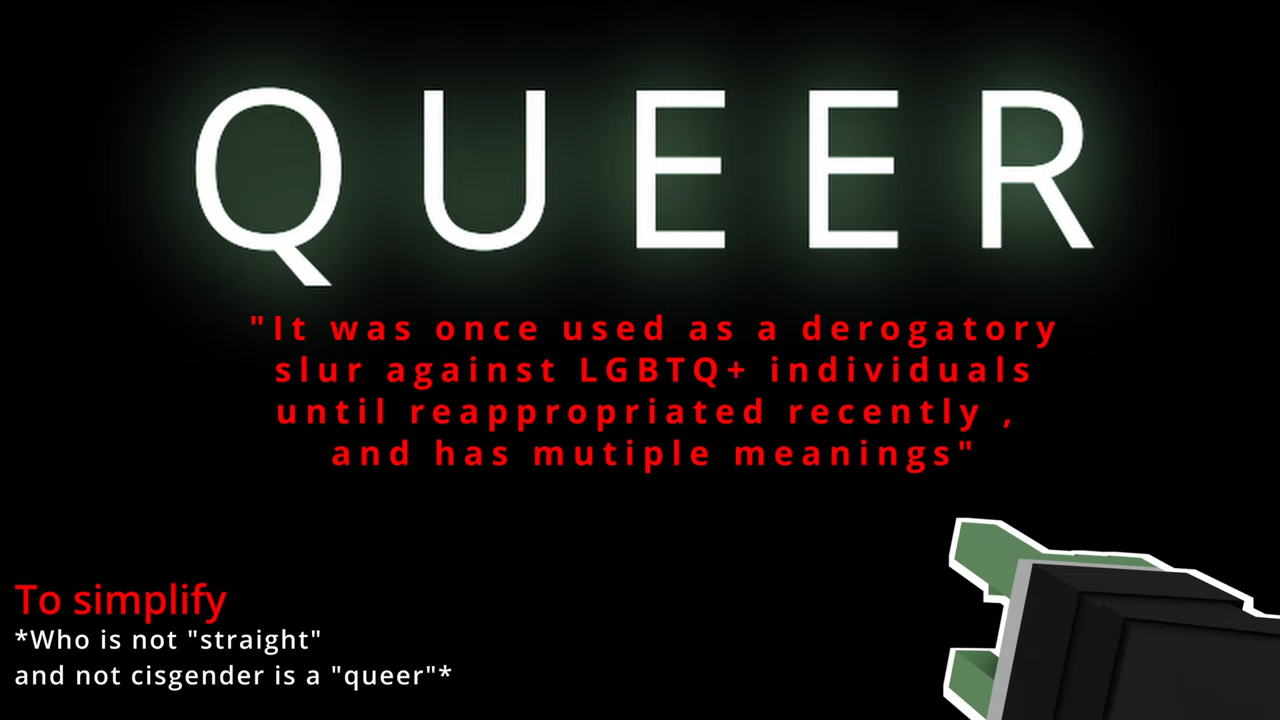 QUEER
"It was once used as a derogatory
slur against LGBTQ+ individuals
until reappropriated recently ,
and has mutiple meanings"
To simplify
*Who is not "straight"
and not cisgender is a "queer"*